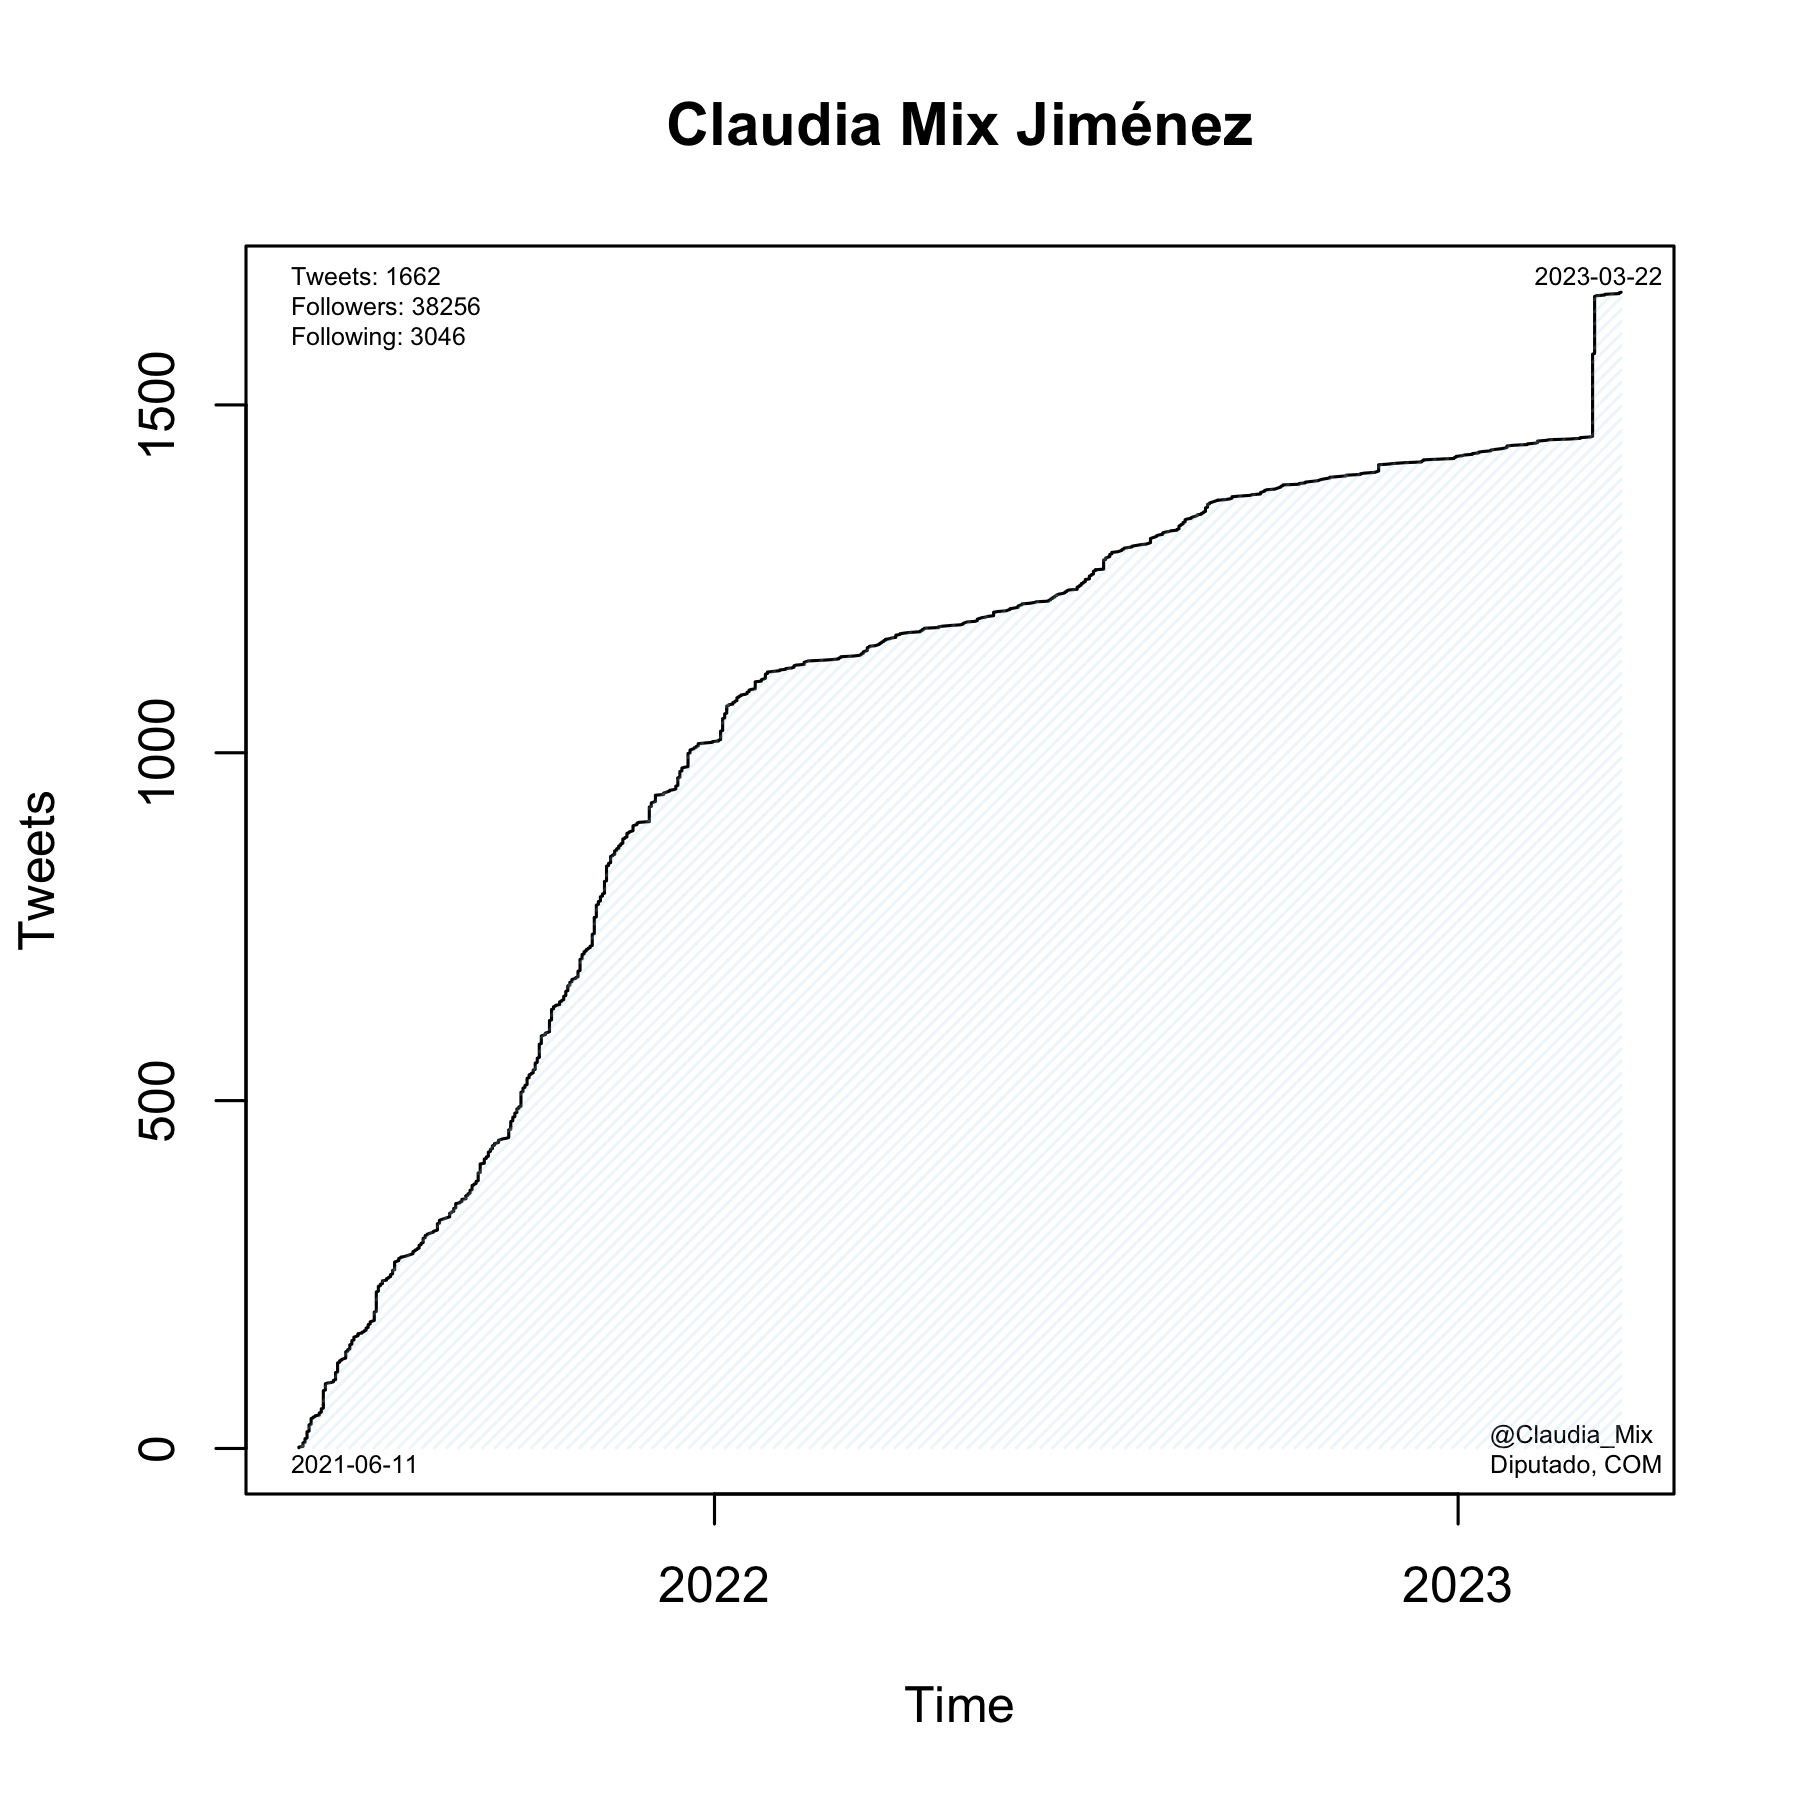 Claudia Mix Jiménez
Tweets: 1662
Followers: 38256
Following: 3046
2023-03-22
1500
1000
500
0
Tweets
2021-06-11
@Claudia_Mix
Diputado, COM
2022
2023
Time